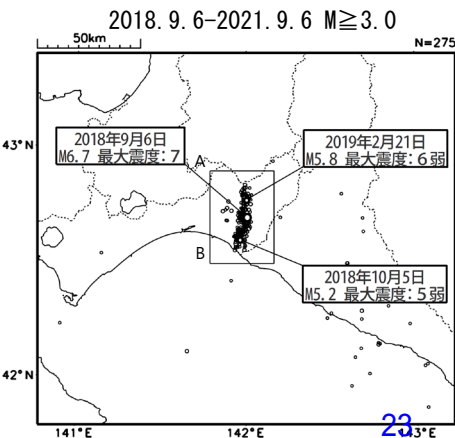 2018.9.6-2021.9.6 M≧3.0
50km
N=275
43°N
2018年9月6日
M6.7 最大震度:7
A
2019年2月21日
M5.8 最大震度:6弱
B
2018年10月5日
M5.2 最大震度:5弱
42°N
141°E
142°E
143°E
23